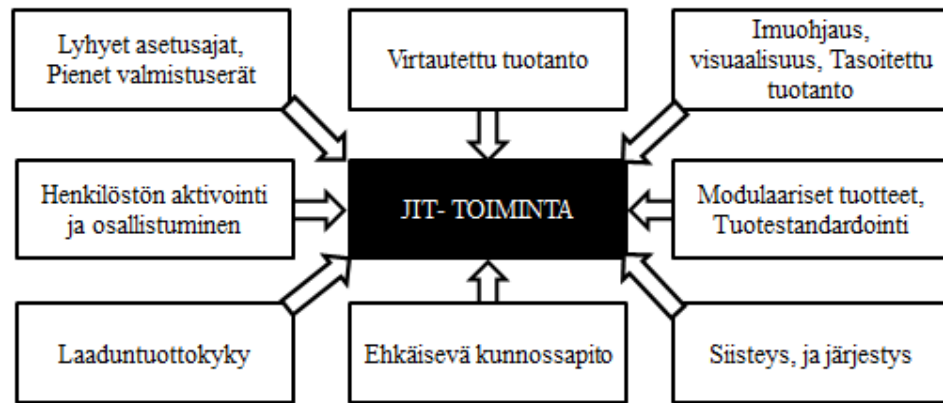 Lyhyet asetusajat,
Pienet valmistuserät
Virtautettu tuotanto
Imuohjaus,
visuaalisuus, Tasoitettu
tuotanto
Henkilöstön aktivointi
ja osallistuminen
JIT- TOIMINTA
Modulaariset tuotteet,
Tuotestandardointi
Laaduntuottokyky
Ehkäisevä kunnossapito
Siisteys, ja järjestys